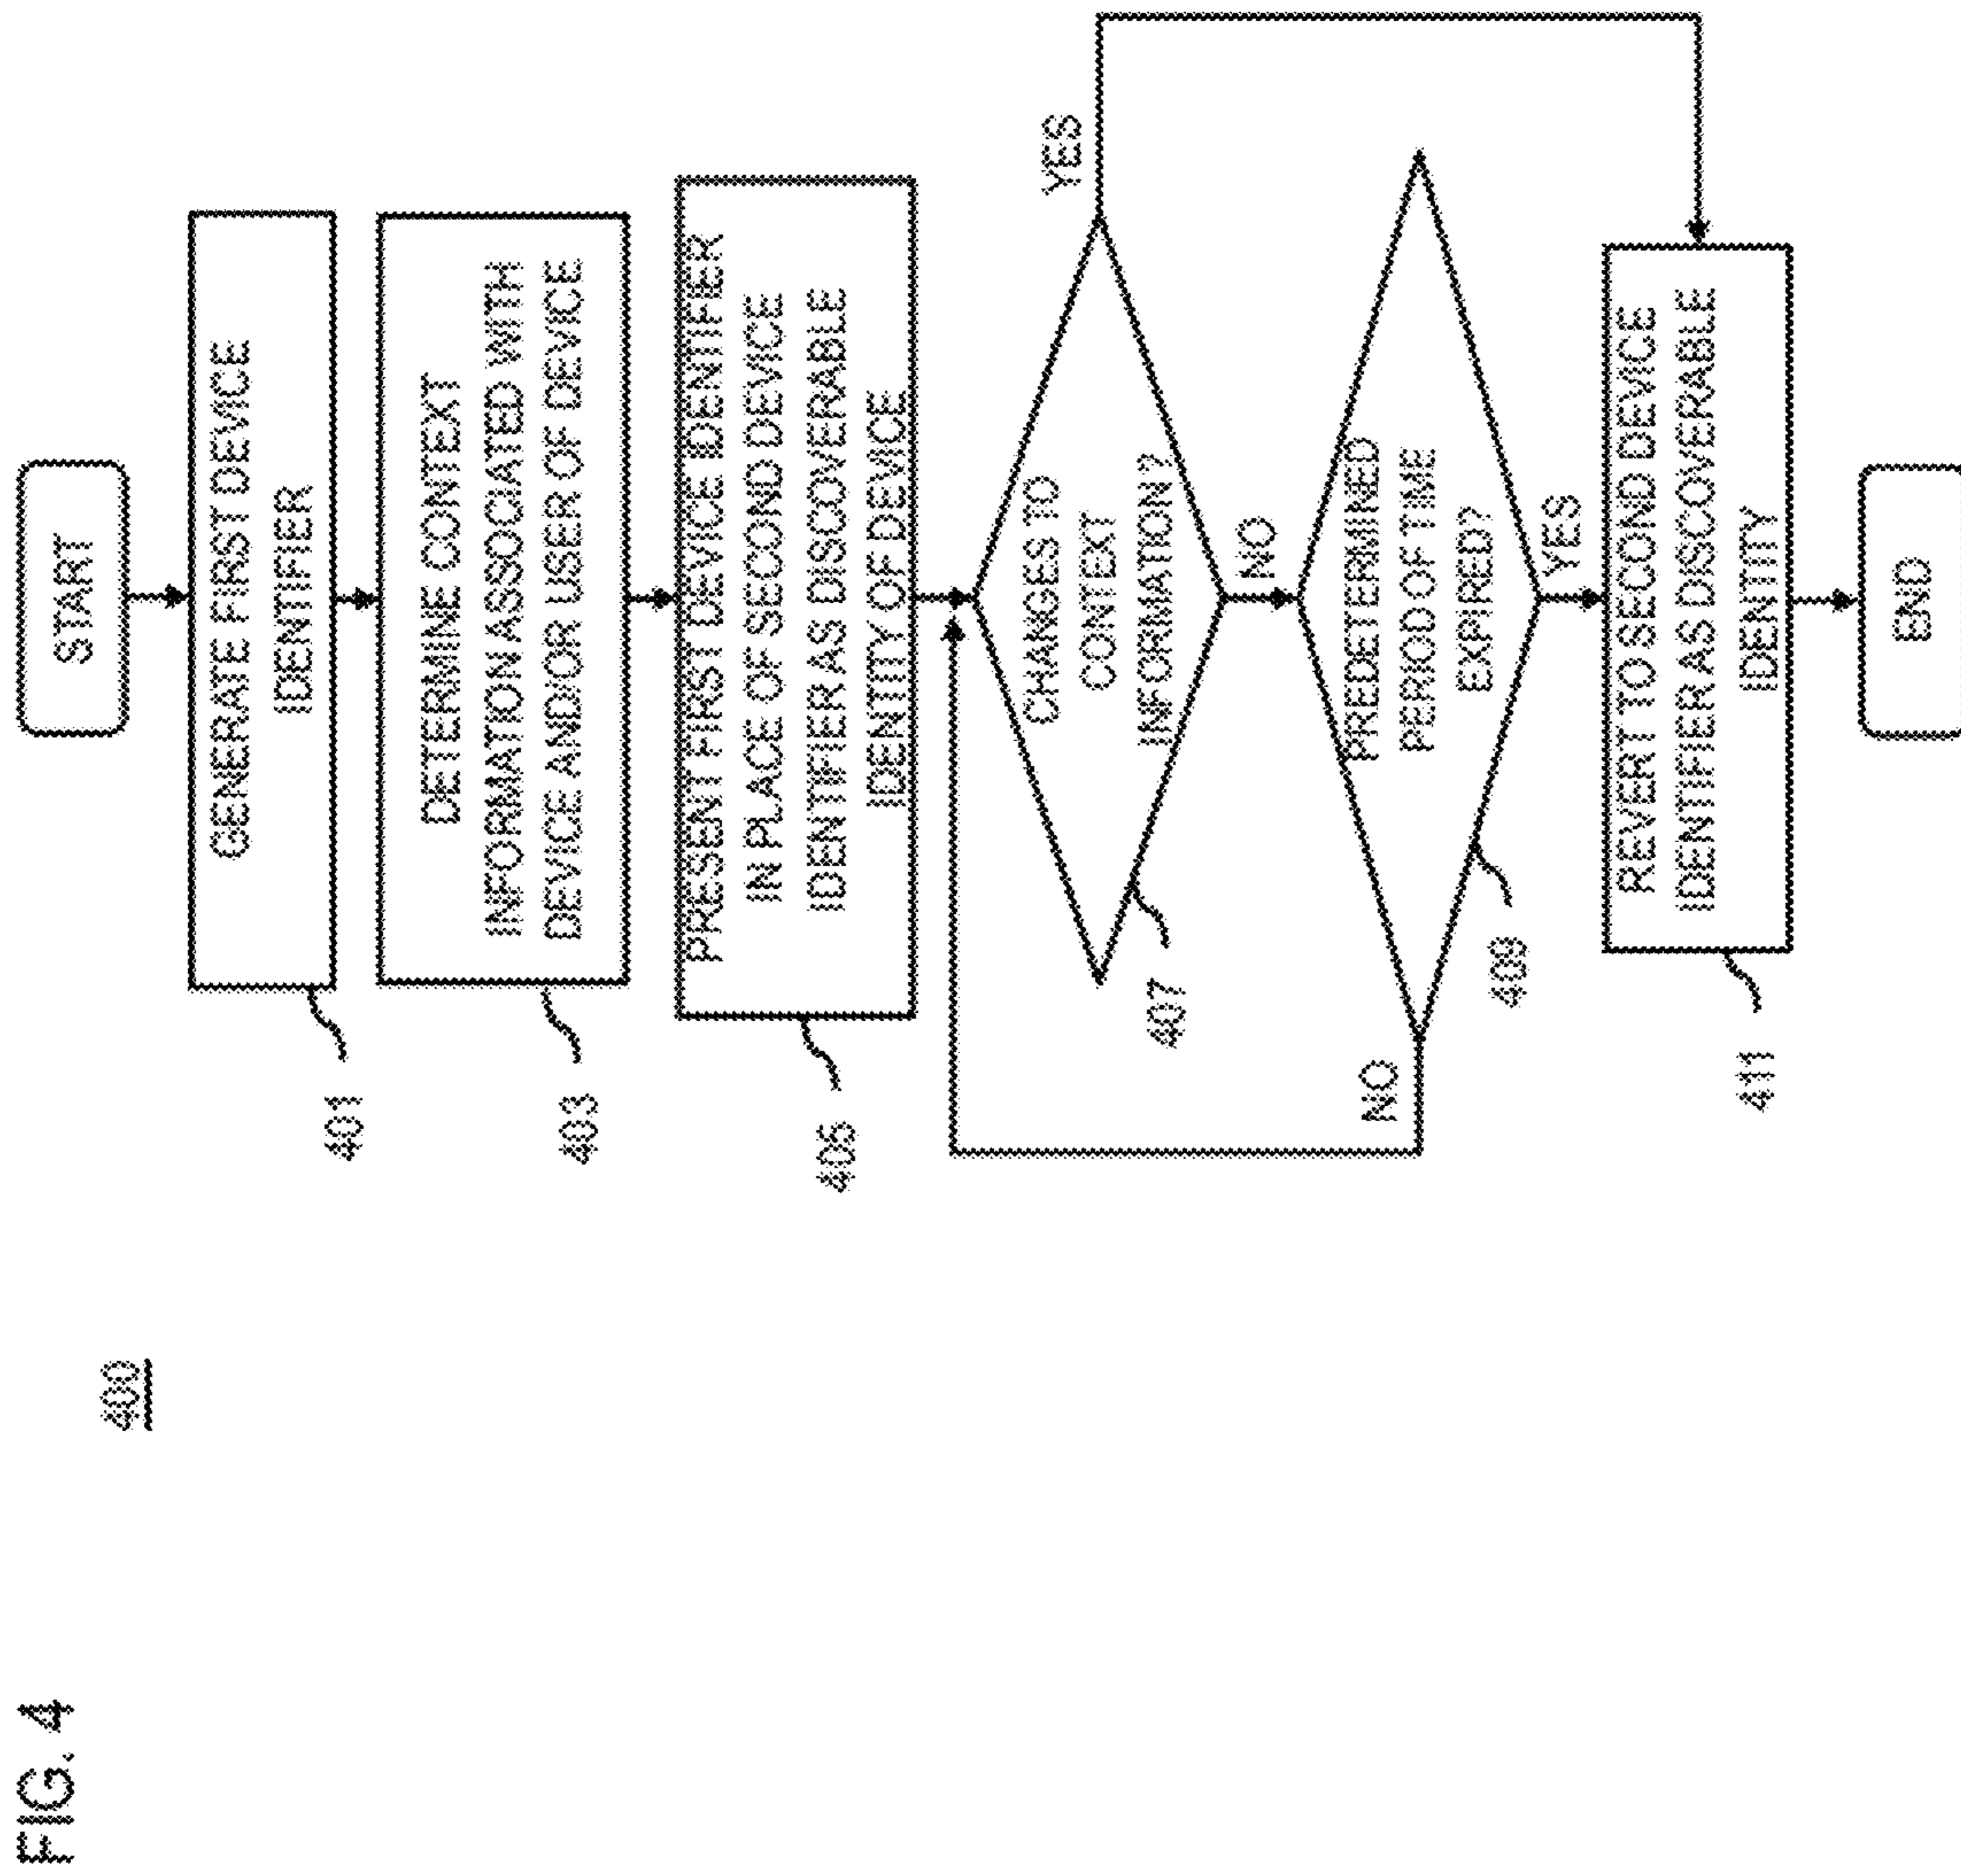 FIG. 4
400
START
GENERATE FIRST DEVICE
IDENTIFIER
401
DETERMINE CONTEXT
INFORMATION ASSOCIATED WITH
DEVICE AND/OR USER OF DEVICE
403
PRESENT FIRST DEVICE IDENTIFIER
IN PLACE OF SECOND DEVICE
IDENTIFIER AS DISCOVERABLE
IDENTITY OF DEVICE
405
CHANGES TO
CONTEXT
INFORMATION?
YES
407
NO
PREDETERMINED
PERIOD OF TIME
EXPIRED?
NO
409
YES
REVERT TO SECOND DEVICE
IDENTIFIER AS DISCOVERABLE
IDENTITY
411
END